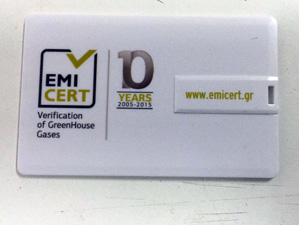 EMI
CERT
Verification
of GreenHouse
Gases
10
YEARS
2005-2015
www.emicert.gr